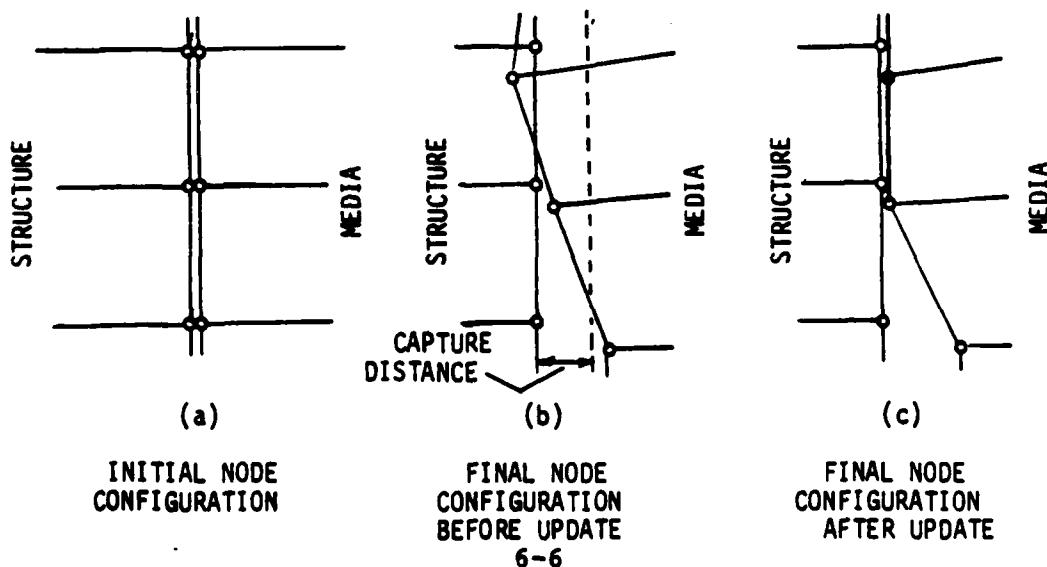 STRUCTURE
MEDIA
STRUCTURE
MEDIA
STRUCTURE
MEDIA
CAPTURE
DISTANCE
(a)
(b)
(c)
INITIAL NODE
CONFIGURATION
FINAL NODE
CONFIGURATION
BEFORE UPDATE
6-6
FINAL NODE
CONFIGURATION
AFTER UPDATE